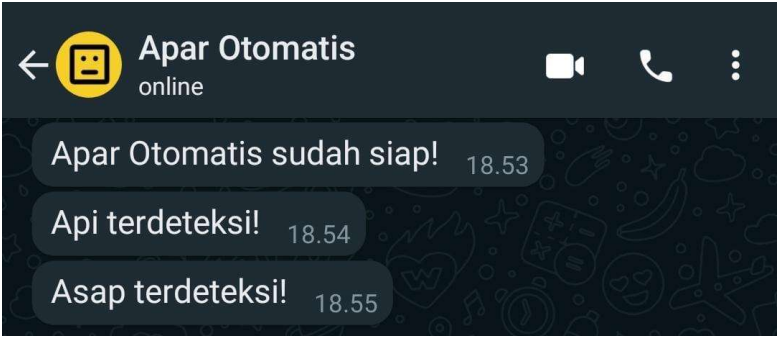 Apar Otomatis
online
Apar Otomatis sudah siap! 18.53
Api terdeteksi! 18.54
Asap terdeteksi! 18.55